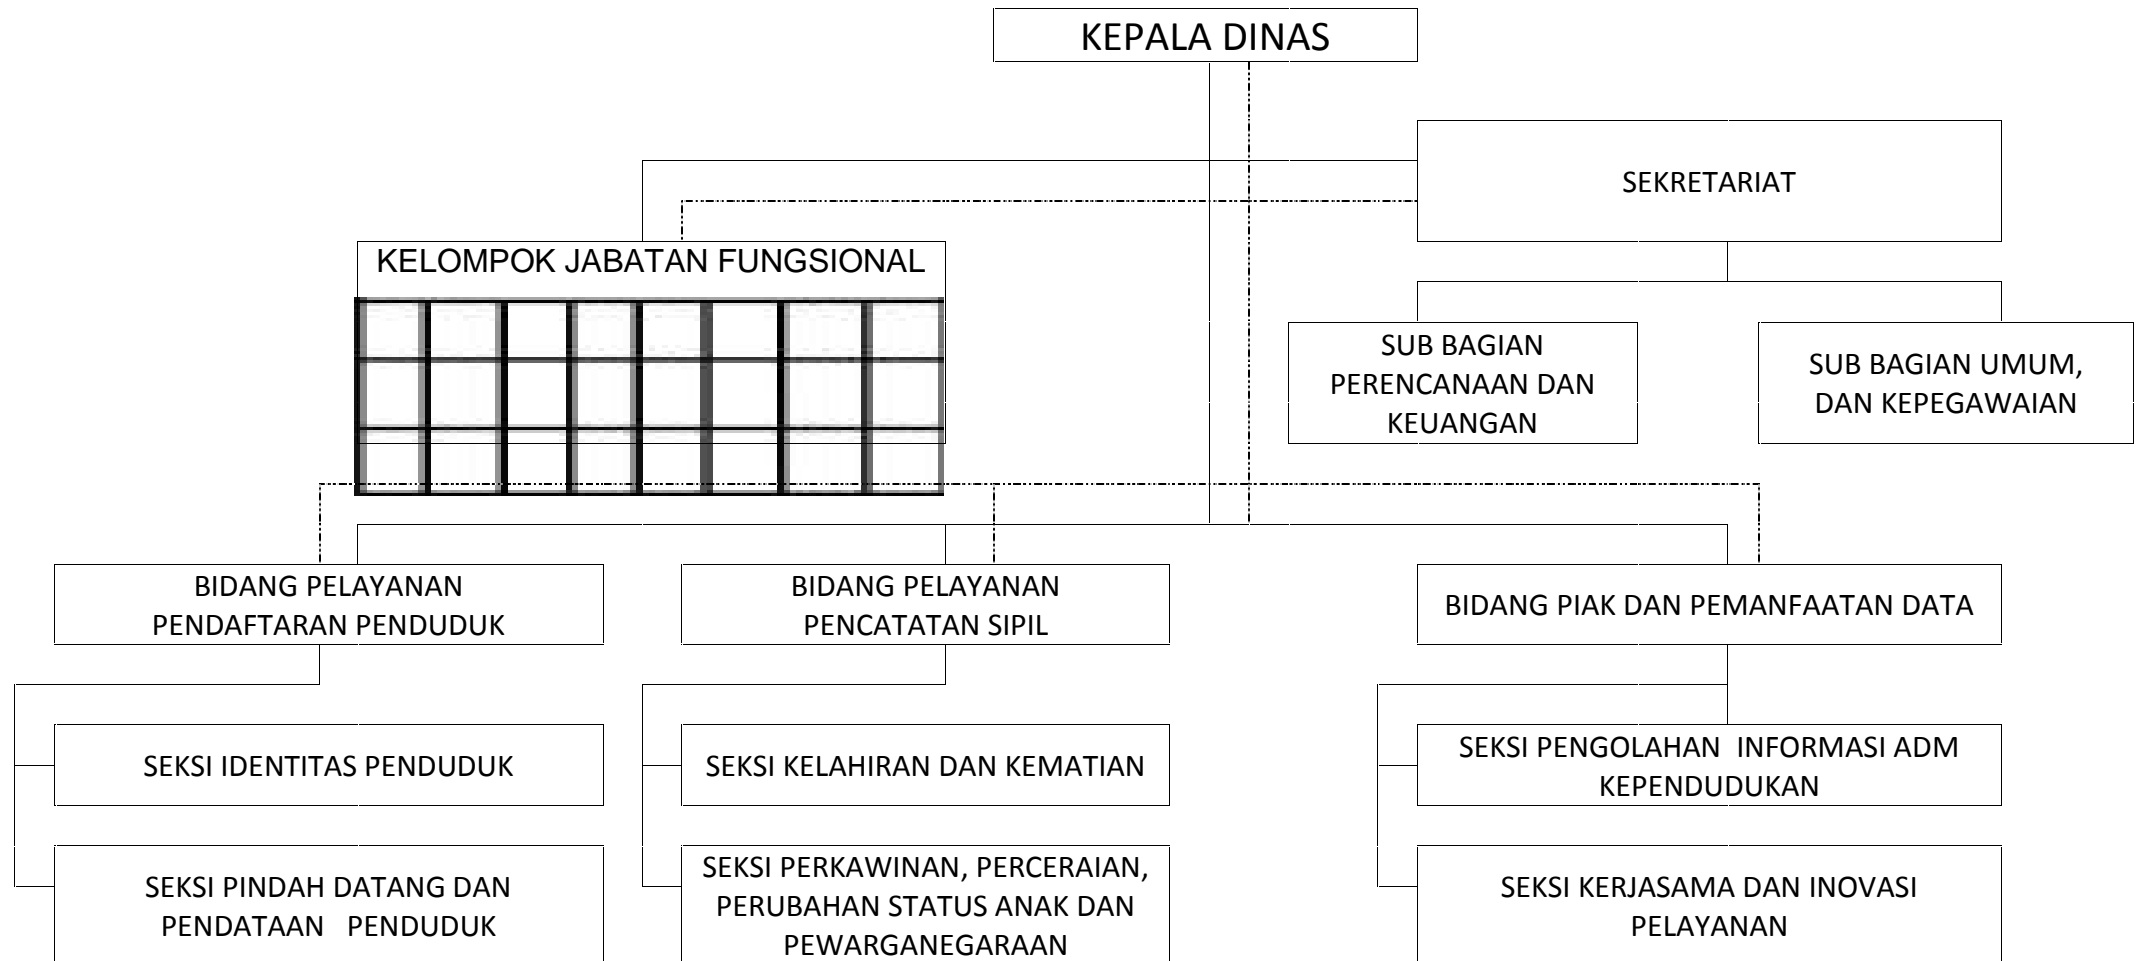 KEPALA DINAS
SEKRETARIAT
KELOMPOK JABATAN FUNGSIONAL
SUB BAGIAN
PERENCANAAN DAN
KEUANGAN
SUB BAGIAN UMUM,
DAN KEPEGAWAIAN
BIDANG PELAYANAN
PENDAFTARAN PENDUDUK
BIDANG PELAYANAN
PENCATATAN SIPIL
BIDANG PIAK DAN PEMANFAATAN DATA
SEKSI IDENTITAS PENDUDUK
SEKSI KELAHIRAN DAN KEMATIAN
SEKSI PENGOLAHAN  INFORMASI ADM
KEPENDUDUKAN
SEKSI PINDAH DATANG DAN
PENDATAAN   PENDUDUK
SEKSI PERKAWINAN, PERCERAIAN,
PERUBAHAN STATUS ANAK DAN
PEWARGANEGARAAN
SEKSI KERJASAMA DAN INOVASI
PELAYANAN